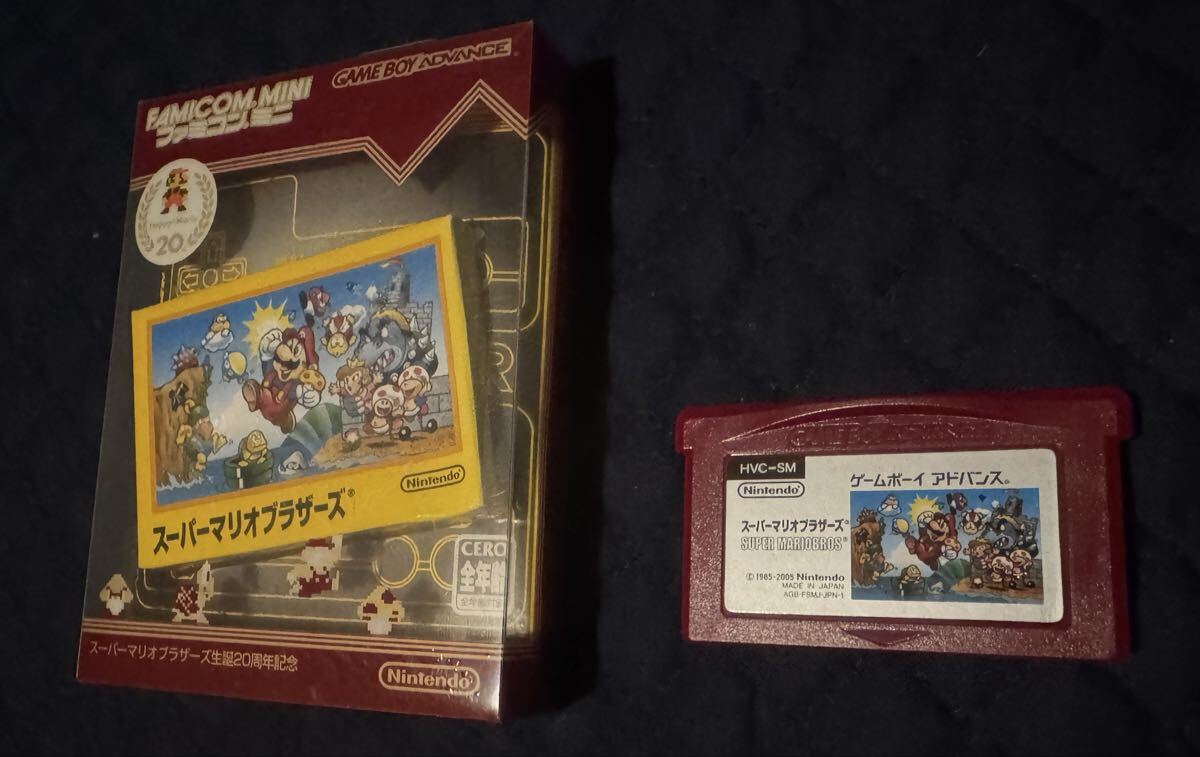 FAMICOM MINI
ファミコンミニ
GAME BOY ADVANCE
20
スーパーマリオブラザーズ®
Nintendo®
CERO
全年齢
スーパーマリオブラザーズ生誕20周年記念
Nintendo®
HVC-SM
Nintendo®
ゲームボーイ アドバンス®
スーパーマリオブラザーズ®
SUPER MARIOBROS®
© 1985-2005 Nintendo
MADE IN JAPAN
AGB-FSMJ-JPN-1